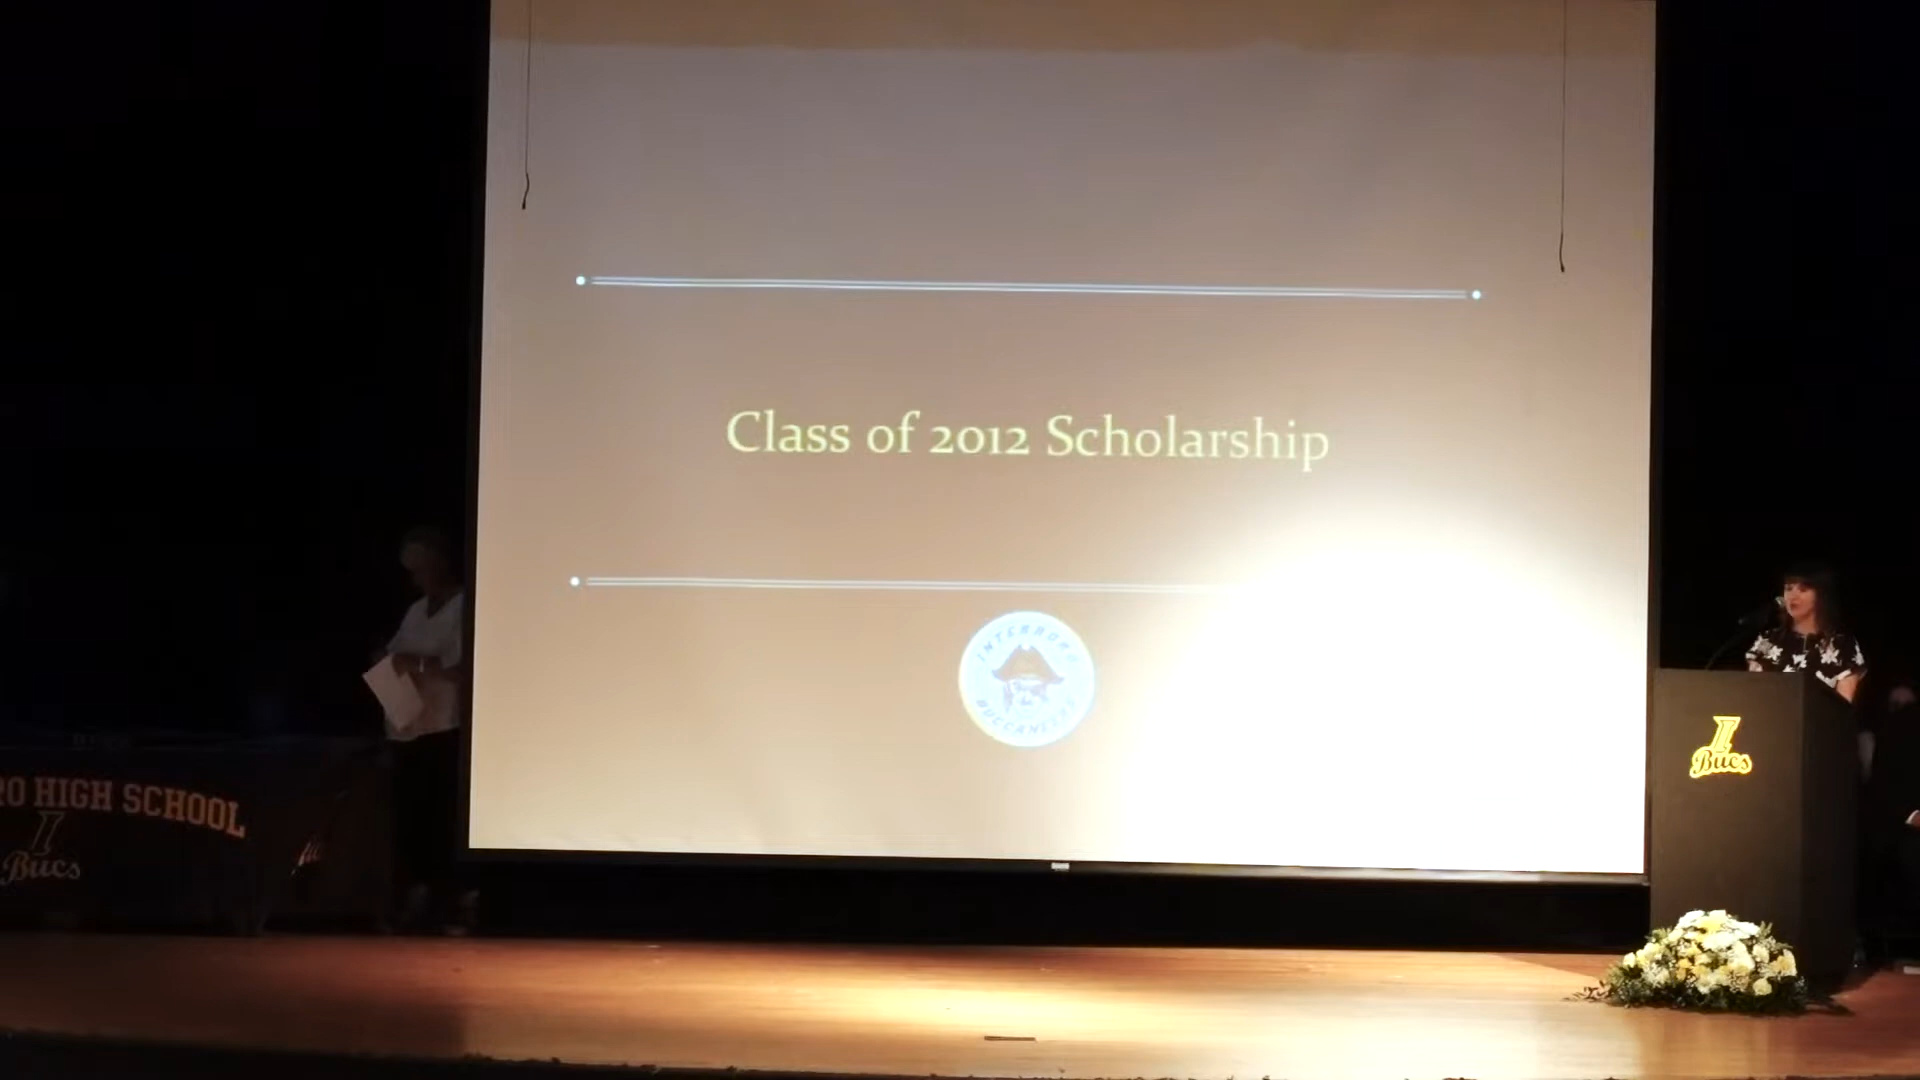 Class of 2012 Scholarship
INTERBORO
BUCCANEERS
I
Bucs
RO HIGH SCHOOL
I
Bucs